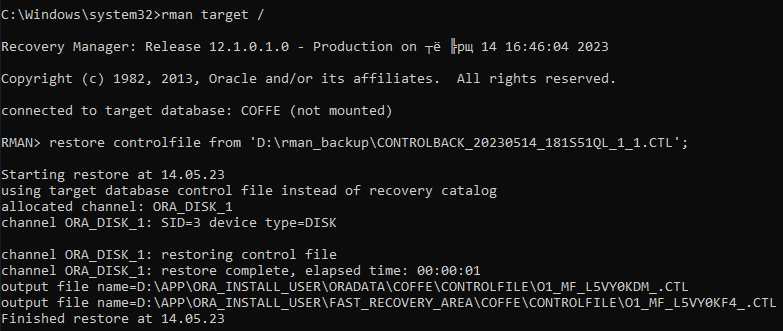 C:\Windows\system32>rman target /
Recovery Manager: Release 12.1.0.1.0 - Production on ┬ё ╠рщ 14 16:46:04 2023
Copyright (c) 1982, 2013, Oracle and/or its affiliates.  All rights reserved.
connected to target database: COFFE (not mounted)
RMAN> restore controlfile from 'D:\rman_backup\CONTROLBACK_20230514_181S51QL_1_1.CTL';
Starting restore at 14.05.23
using target database control file instead of recovery catalog
allocated channel: ORA_DISK_1
channel ORA_DISK_1: SID=3 device type=DISK
channel ORA_DISK_1: restoring control file
channel ORA_DISK_1: restore complete, elapsed time: 00:00:01
output file name=D:\APP\ORA_INSTALL_USER\ORADATA\COFFE\CONTROLFILE\O1_MF_L5VY0KDM_.CTL
output file name=D:\APP\ORA_INSTALL_USER\FAST_RECOVERY_AREA\COFFE\CONTROLFILE\O1_MF_L5VY0KF4_.CTL
Finished restore at 14.05.23